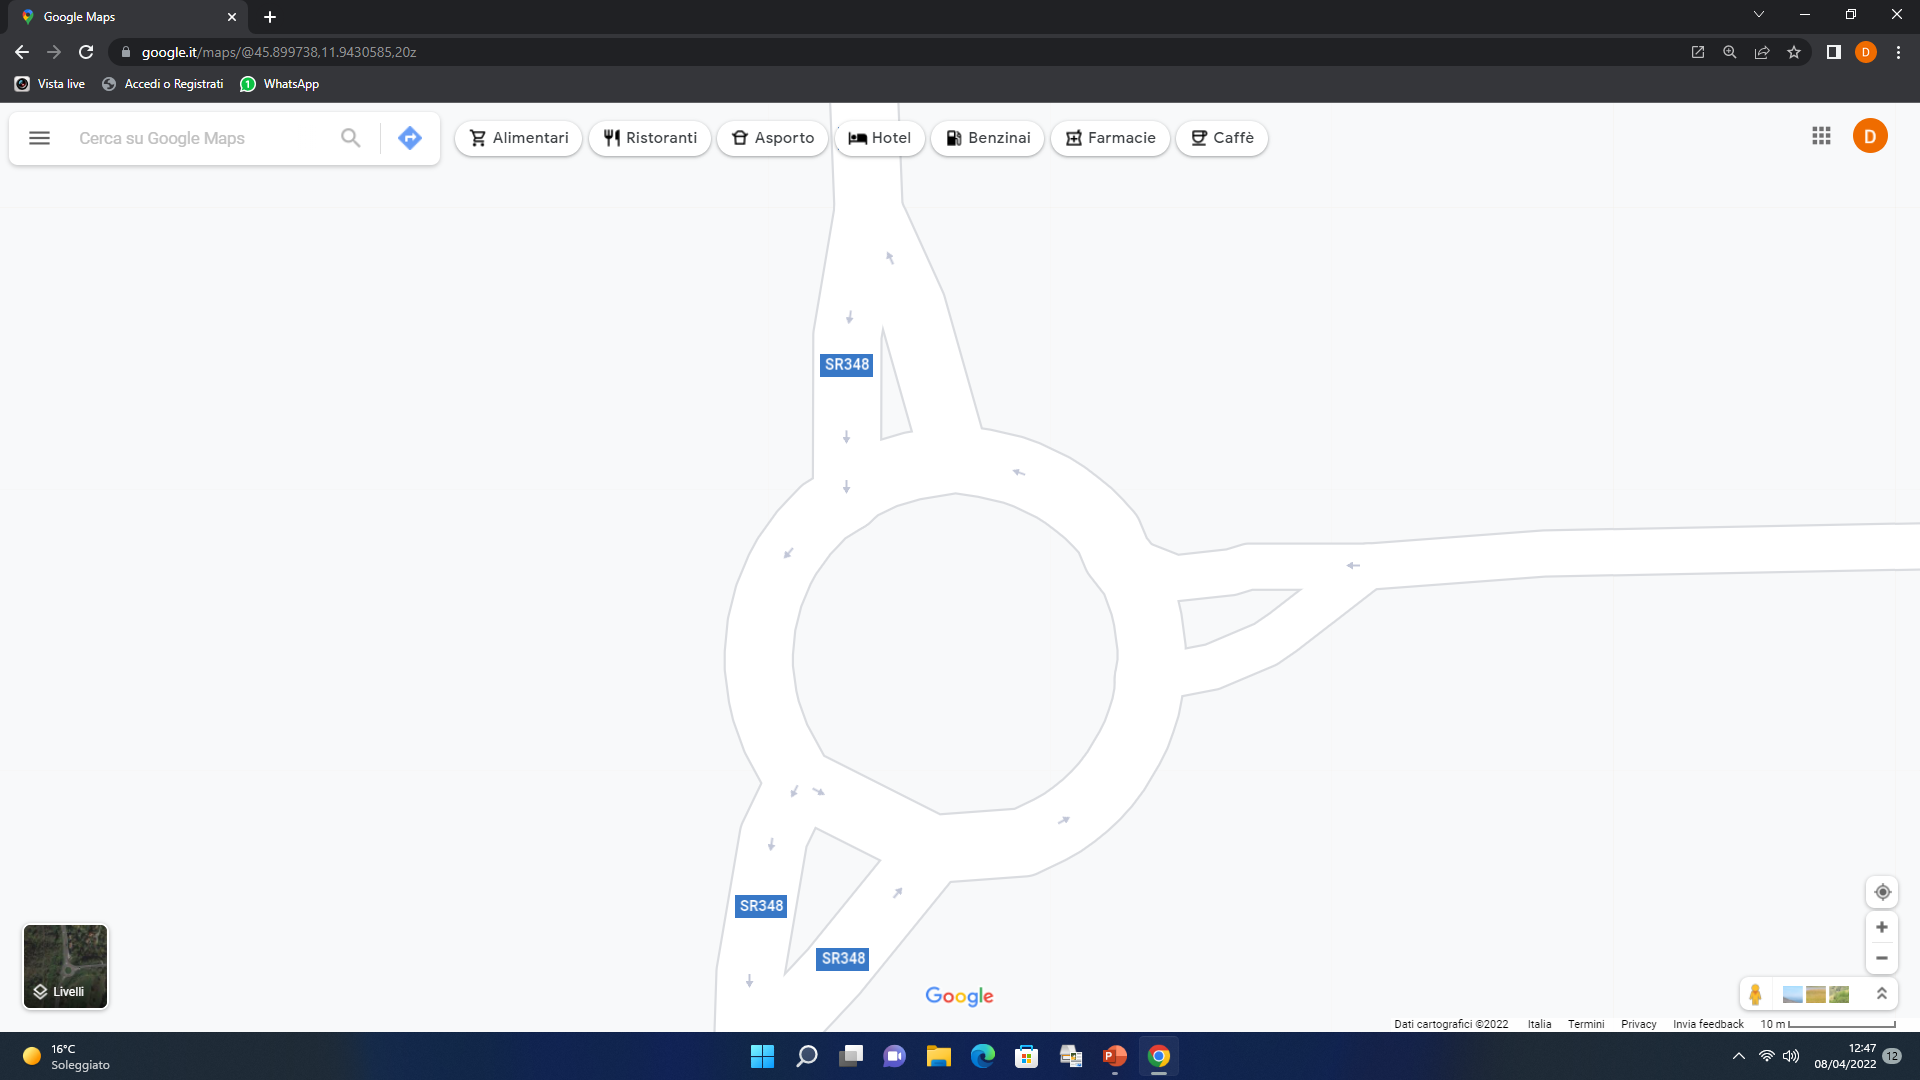 Google Maps
google.it/maps/@45.899738,11.9430585,20z
D
Vista live
Accedi o Registrati
1
WhatsApp
Cerca su Google Maps
Alimentari
Ristoranti
Asporto
Hotel
Benzinai
Farmacie
Caffè
D
SR348
SR348
SR348
Livelli
Google
Dati cartografici ©2022
Italia
Termini
Privacy
Invia feedback
10 m
16°C
Soleggiato
P
12:47
08/04/2022
12